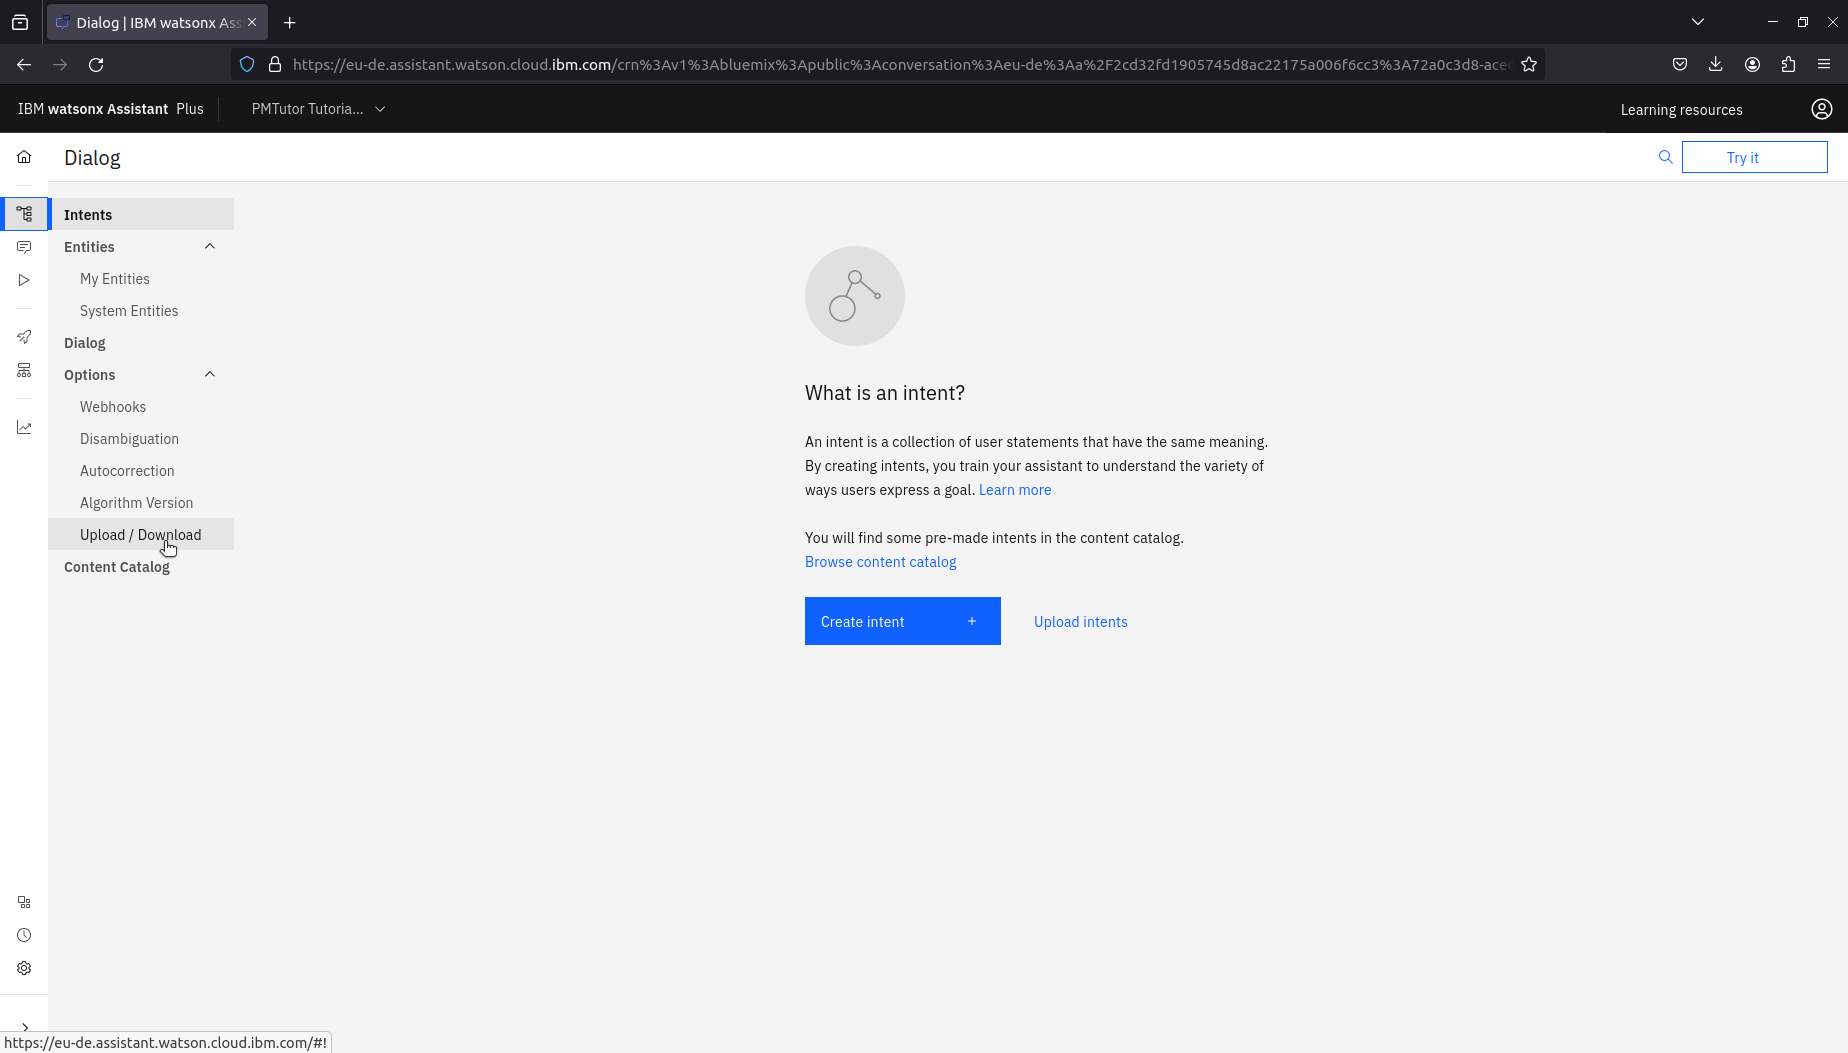 Dialog | IBM watsonx Ass
https://eu-de.assistant.watson.cloud.ibm.com/crn%3Av1%3Abluemix%3Apublic%3Aconversation%3Aeu-de%3Aa%2F2cd32fd1905745d8ac22175a006f6cc3%3A72a0c3d8-acec
IBM watsonx Assistant Plus
PMTutor Tutoria...
Learning resources
Dialog
Try it
Intents
Entities
My Entities
System Entities
Dialog
Options
Webhooks
Disambiguation
Autocorrection
Algorithm Version
Upload / Download
Content Catalog
What is an intent?
An intent is a collection of user statements that have the same meaning.
By creating intents, you train your assistant to understand the variety of
ways users express a goal. Learn more
You will find some pre-made intents in the content catalog.
Browse content catalog
Create intent +
Upload intents
https://eu-de.assistant.watson.cloud.ibm.com/#!